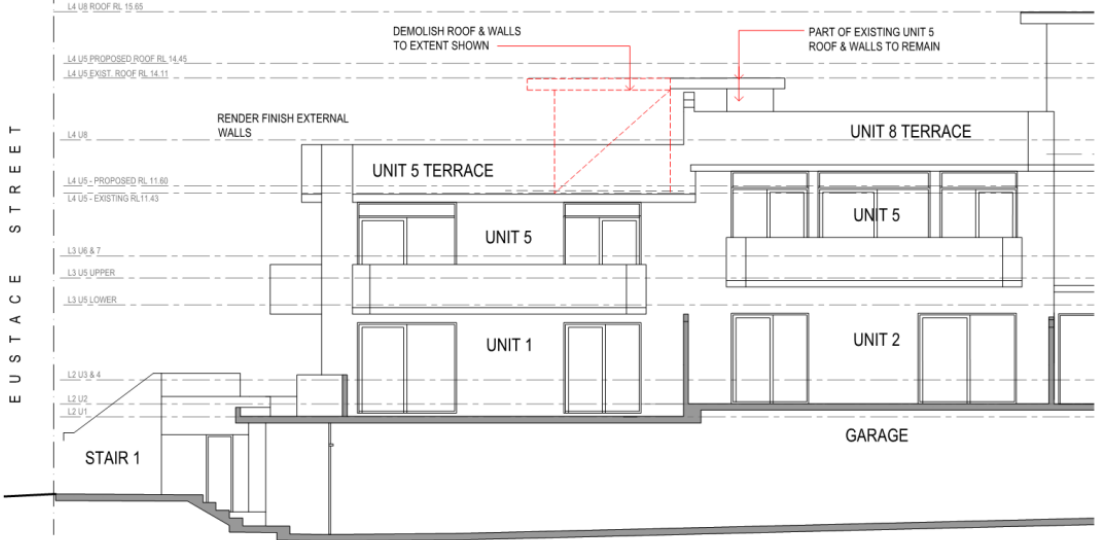 L4 U8 ROOF RL 15.65
DEMOLISH ROOF & WALLS
TO EXTENT SHOWN
PART OF EXISTING UNIT 5
ROOF & WALLS TO REMAIN
L4 U5 PROPOSED ROOF RL 14.45
L4 U5 EXIST. ROOF RL 14.11
RENDER FINISH EXTERNAL
WALLS
L4 U8
UNIT 8 TERRACE
UNIT 5 TERRACE
L4 U5 - PROPOSED RL 11.60
L4 U5 - EXISTING RL11.43
UNIT 5
UNIT 5
L3 U6 & 7
L3 U5 UPPER
L3 U5 LOWER
UNIT 1
UNIT 2
L2 U3 & 4
L2 U2
L2 U1
GARAGE
STAIR 1
EUSTACE STREET